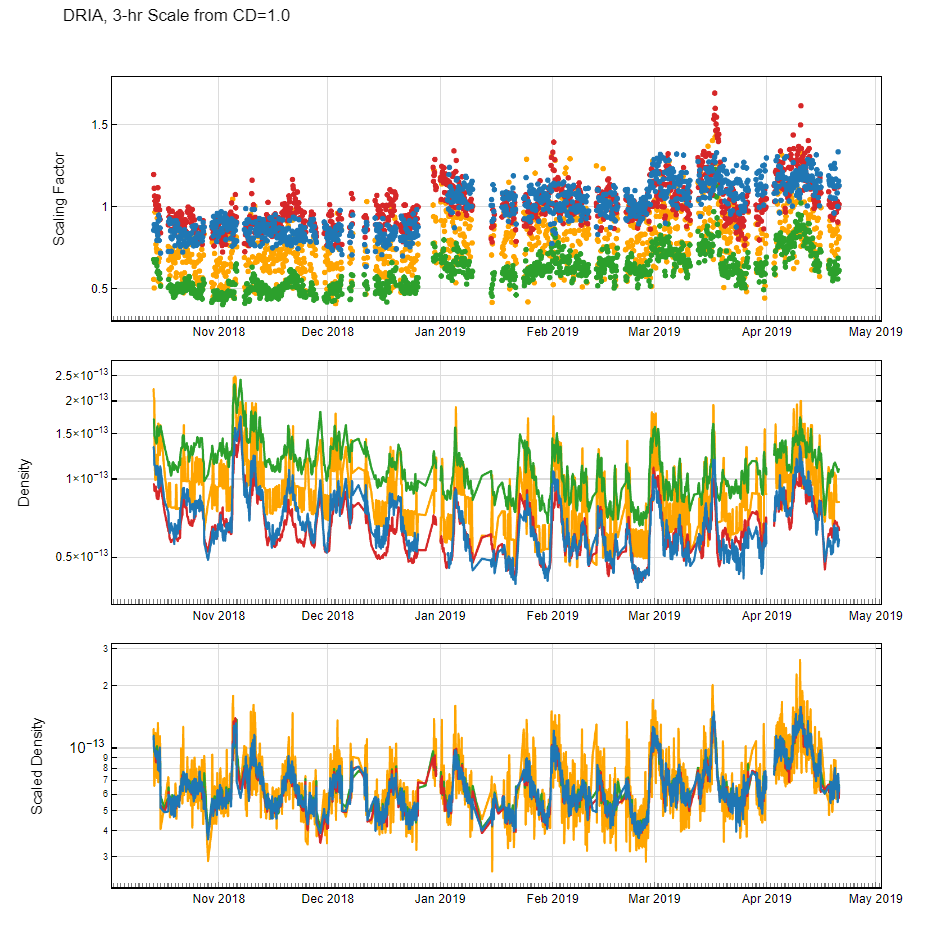 DRIA, 3-hr Scale from CD=1.0
Scaling Factor
1.5
1
0.5
Nov 2018 Dec 2018 Jan 2019 Feb 2019 Mar 2019 Apr 2019 May 2019
Density
2.5×10⁻¹³
2×10⁻¹³
1.5×10⁻¹³
1×10⁻¹³
0.5×10⁻¹³
Nov 2018 Dec 2018 Jan 2019 Feb 2019 Mar 2019 Apr 2019 May 2019
Scaled Density
3
2
10⁻¹³
9
8
7
6
5
4
3
Nov 2018 Dec 2018 Jan 2019 Feb 2019 Mar 2019 Apr 2019 May 2019